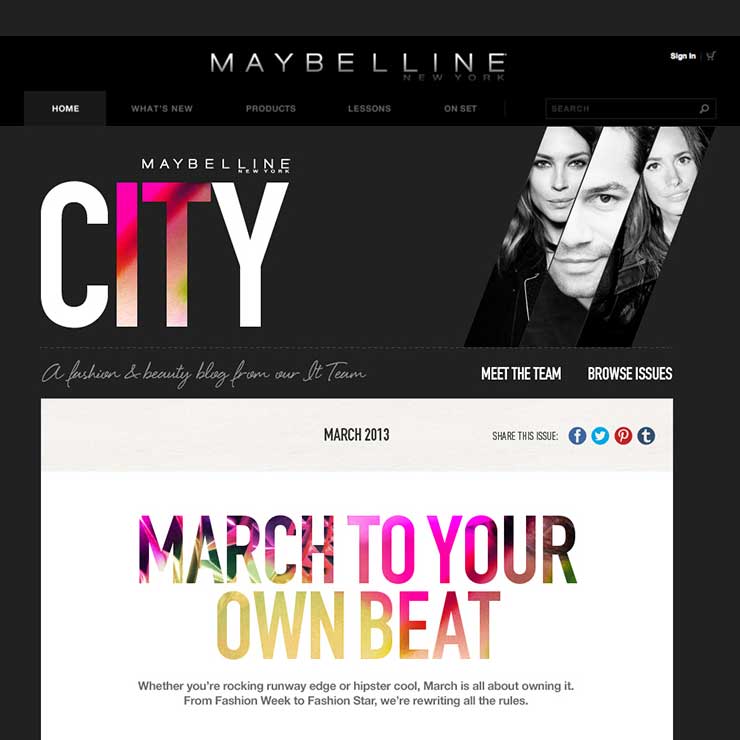 MAYBELLINE
NEW YORK
Sign In
HOME
WHAT'S NEW
PRODUCTS
LESSONS
ON SET
SEARCH
MAYBELLINE
NEW YORK
CITY
A fashion & beauty blog from our It Team
MEET THE TEAM
BROWSE ISSUES
MARCH 2013
SHARE THIS ISSUE:
MARCH TO YOUR
OWN BEAT
Whether you're rocking runway edge or hipster cool, March is all about owning it.
From Fashion Week to Fashion Star, we're rewriting all the rules.